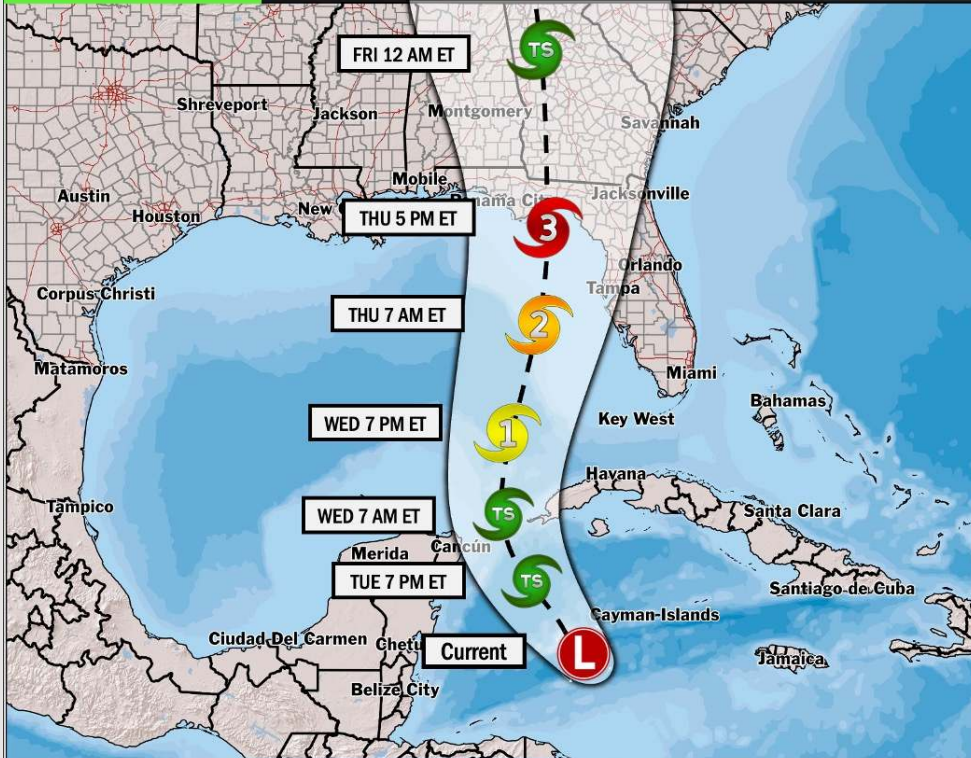 FRI 12 AM ET
TS
Shreveport
Jackson
Montgomery
Savannah
Mobile
Austin
Houston
New
Panama City
Jacksonville
THU 5 PM ET
3
Orlando
Tampa
Corpus Christi
THU 7 AM ET
2
Matamoros
Miami
Bahamas
WED 7 PM ET
1
Key West
Havana
Tampico
WED 7 AM ET
TS
Santa Clara
Merida
Cancún
TUE 7 PM ET
TS
Santiago de Cuba
Cayman-Islands
Ciudad Del Carmen
Chetu
Current
L
Jamaica
Belize City